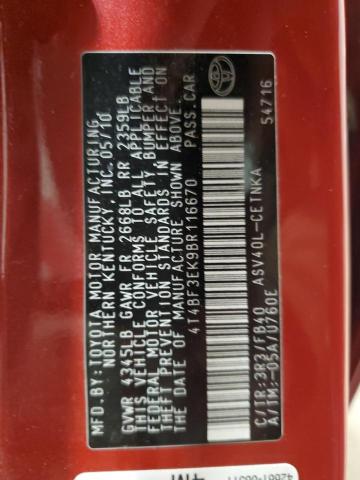 MFD.BY: TOYOTA MOTOR MANUFACTURING
NORTHERN KENTUCKY, INC. 05/10
GVWR 4345LB GAWR FR 2668LB RR 2359LB
THIS VEHICLE CONFORMS TO ALL APPLICABLE
FEDERAL MOTOR VEHICLE SAFETY, BUMPER AND
THEFT PREVENTION STANDARDS IN EFFECT ON
THE DATE OF MANUFACTURE SHOWN ABOVE.
4T4BF3EK9BR116670 PASS.CAR
C/TR:3R3/FB40 ASV40L-CETNKA
A/TM:-05A/U760E 54716